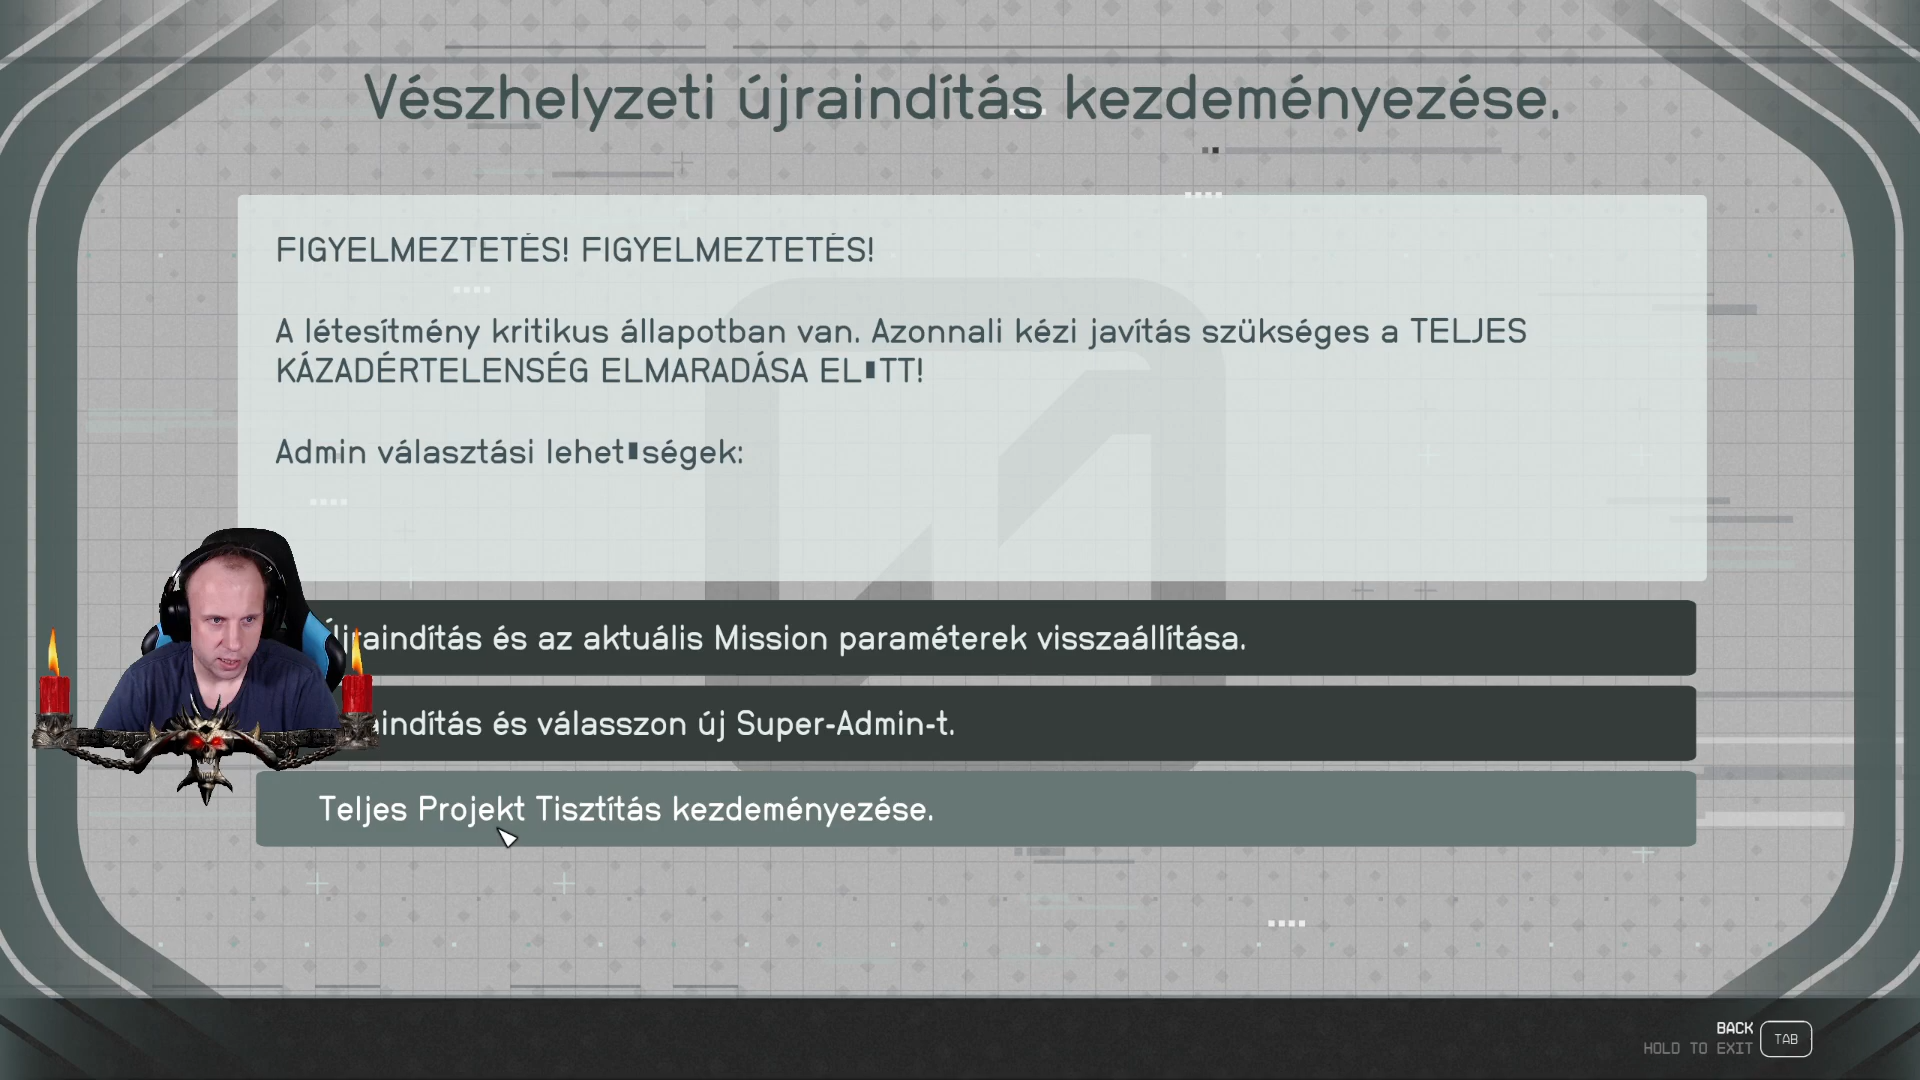 Vészhelyzeti újraindítás kezdeményezése.
FIGYELMEZTETÉS! FIGYELMEZTETÉS!
A létesítmény kritikus állapotban van. Azonnali kézi javítás szükséges a TELJES
KÁZADÉRTELENSÉG ELMARADÁSA EL▮TT!
Admin választási lehet▮ségek:
Újraindítás és az aktuális Mission paraméterek visszaállítása.
és válasszon új Super-Admin-t.
Teljes Projekt Tisztítás kezdeményezése.
BACK
HOLD TO EXIT
TAB